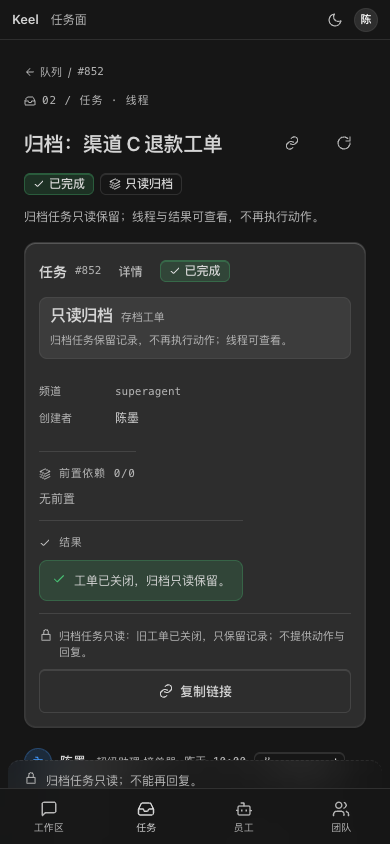 Keel 任务面 陈
← 队列 / #852
02 / 任务 · 线程
归档：渠道 C 退款工单
已完成 只读归档
归档任务只读保留；线程与结果可查看，不再执行动作。
任务 #852 详情 已完成
只读归档 存档工单
归档任务保留记录，不再执行动作；线程可查看。
频道 superagent
创建者 陈墨
前置依赖 0/0
无前置
结果
工单已关闭，归档只读保留。
归档任务只读：旧工单已关闭，只保留记录；不提供动作与
回复。
复制链接
归档任务只读；不能再回复。
工作区 任务 员工 团队